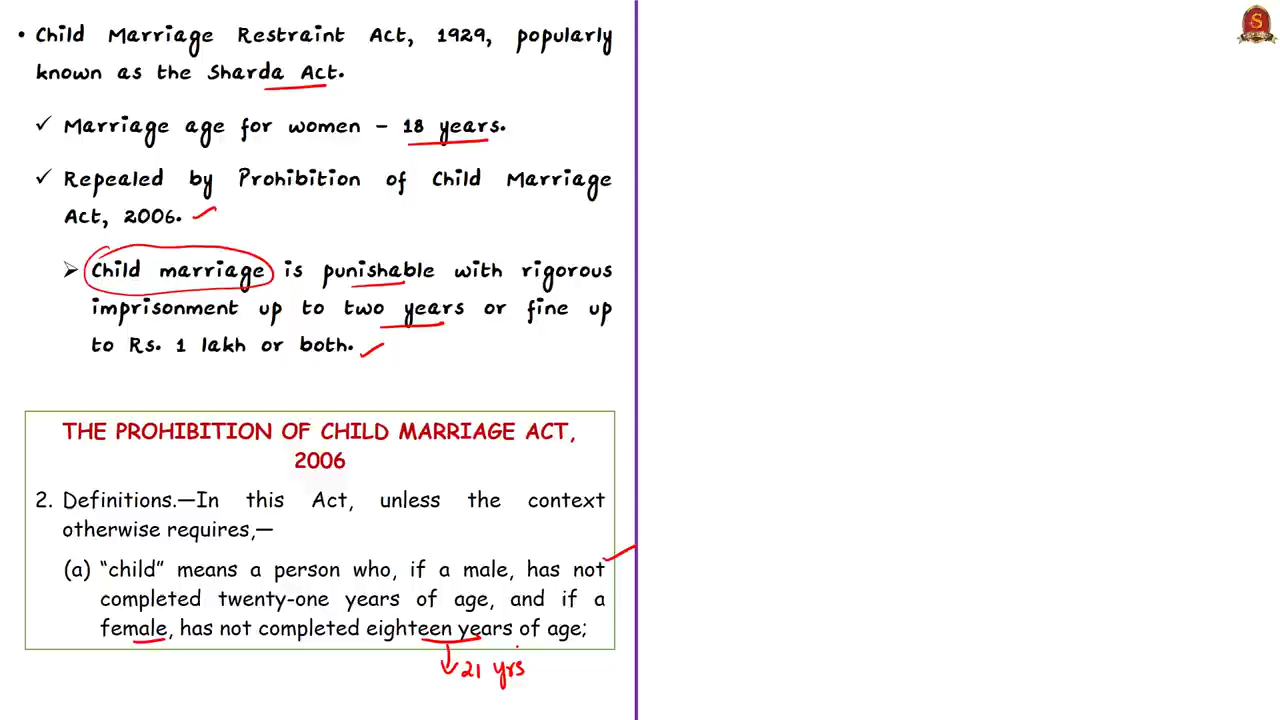 • Child Marriage Restraint Act, 1929, popularly
known as the Sharda Act.
✓ Marriage age for women – 18 years.
✓ Repealed by Prohibition of Child Marriage
Act, 2006.
➢ Child marriage is punishable with rigorous
imprisonment up to two years or fine up
to Rs. 1 lakh or both.
THE PROHIBITION OF CHILD MARRIAGE ACT,
2006
2. Definitions.—In this Act, unless the context
otherwise requires,—
(a) “child” means a person who, if a male, has not
completed twenty-one years of age, and if a
female, has not completed eighteen years of age;
21 yrs
S